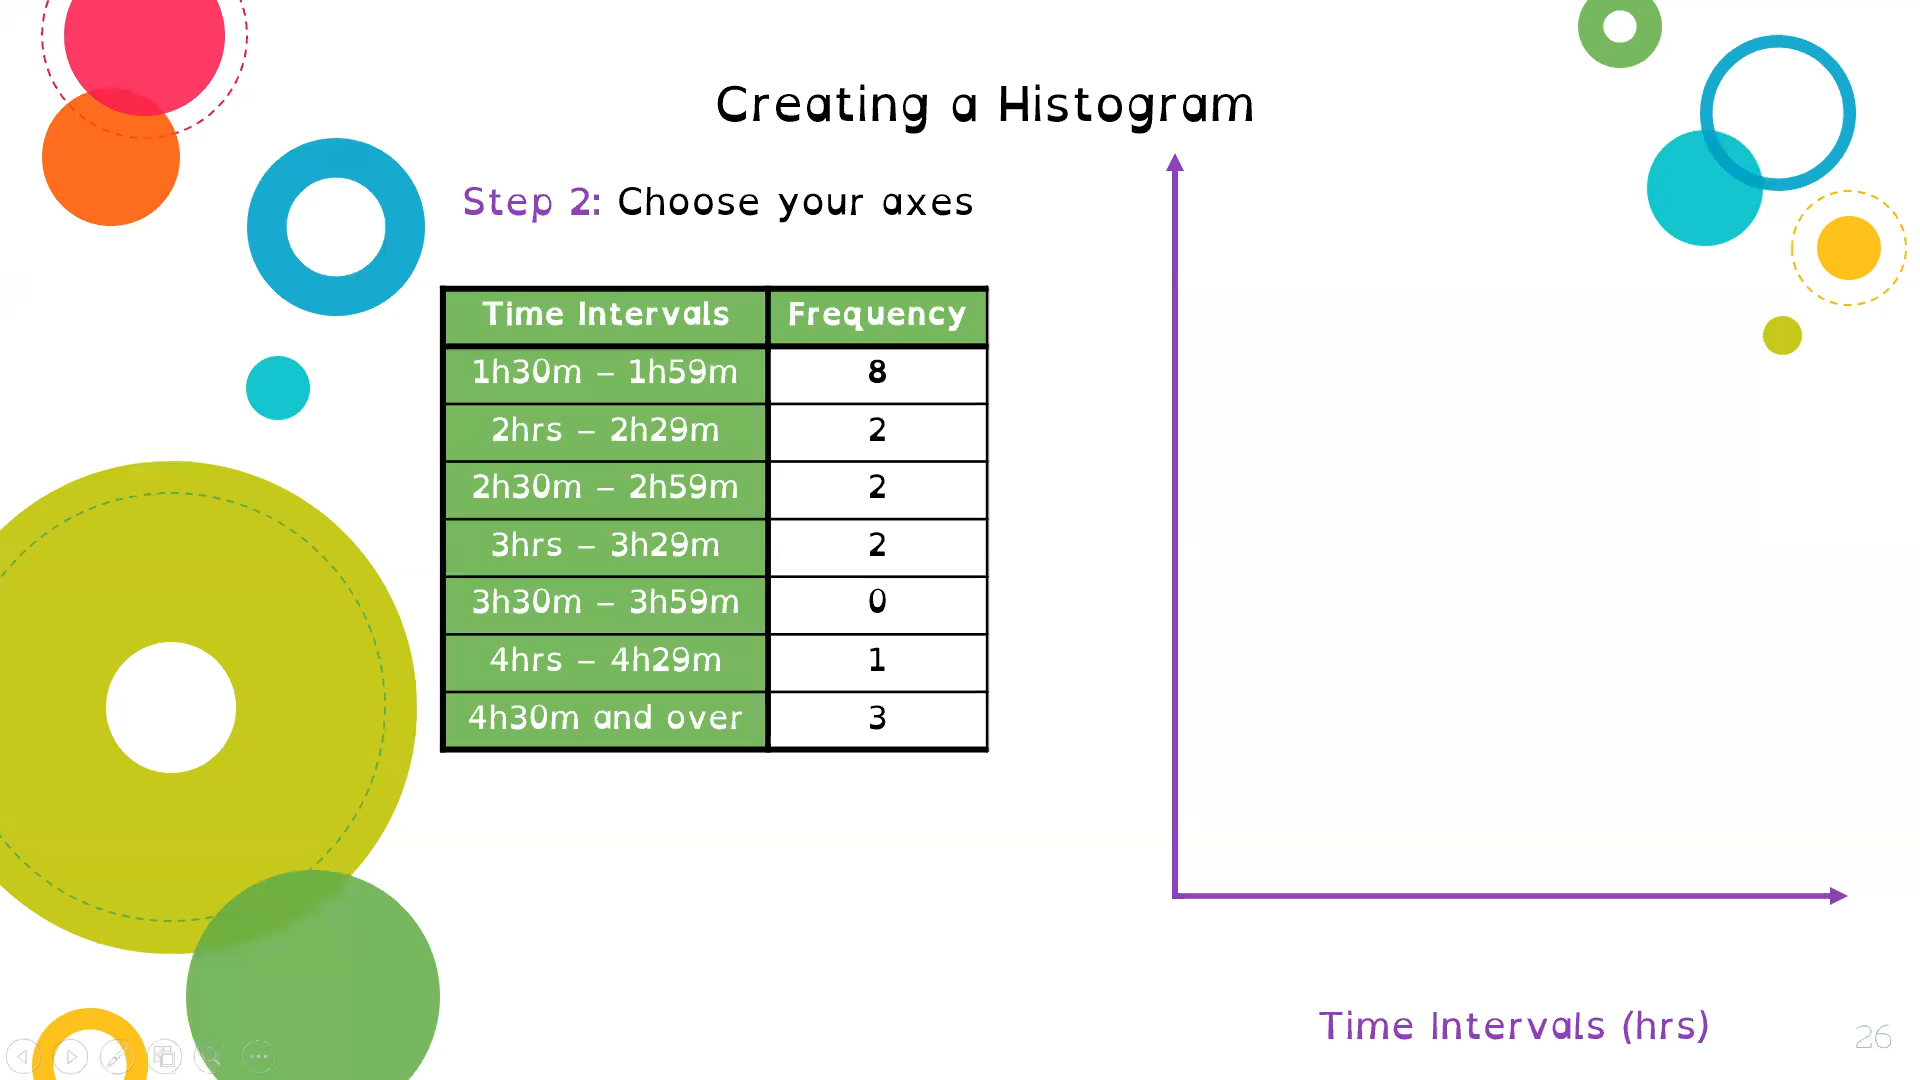 Creating a Histogram
Step 2: Choose your axes
Time Intervals Frequency
1h30m – 1h59m 8
2hrs – 2h29m 2
2h30m – 2h59m 2
3hrs – 3h29m 2
3h30m – 3h59m 0
4hrs – 4h29m 1
4h30m and over 3
Time Intervals (hrs)
26